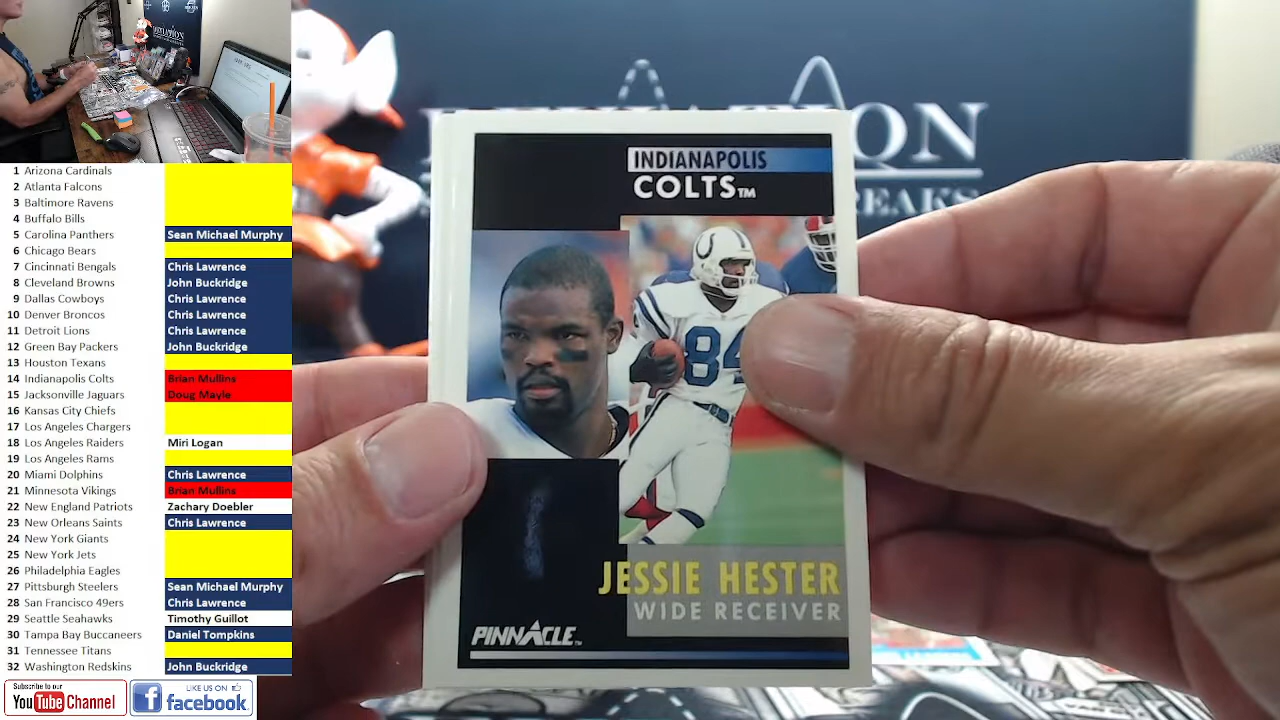 1 Arizona Cardinals
2 Atlanta Falcons
3 Baltimore Ravens
4 Buffalo Bills
5 Carolina Panthers Sean Michael Murphy
6 Chicago Bears
7 Cincinnati Bengals Chris Lawrence
8 Cleveland Browns John Buckridge
9 Dallas Cowboys Chris Lawrence
10 Denver Broncos Chris Lawrence
11 Detroit Lions Chris Lawrence
12 Green Bay Packers John Buckridge
13 Houston Texans
14 Indianapolis Colts Brian Mullins
15 Jacksonville Jaguars Doug Mayle
16 Kansas City Chiefs
17 Los Angeles Chargers
18 Los Angeles Raiders Miri Logan
19 Los Angeles Rams
20 Miami Dolphins Chris Lawrence
21 Minnesota Vikings Brian Mullins
22 New England Patriots Zachary Doebler
23 New Orleans Saints Chris Lawrence
24 New York Giants
25 New York Jets
26 Philadelphia Eagles
27 Pittsburgh Steelers Sean Michael Murphy
28 San Francisco 49ers Chris Lawrence
29 Seattle Seahawks Timothy Guillot
30 Tampa Bay Buccaneers Daniel Tompkins
31 Tennessee Titans
32 Washington Redskins John Buckridge
Subscribe to our
YouTube Channel
LIKE US ON
facebook
INDIANAPOLIS
COLTS™
84
JESSIE HESTER
WIDE RECEIVER
PINNACLE™